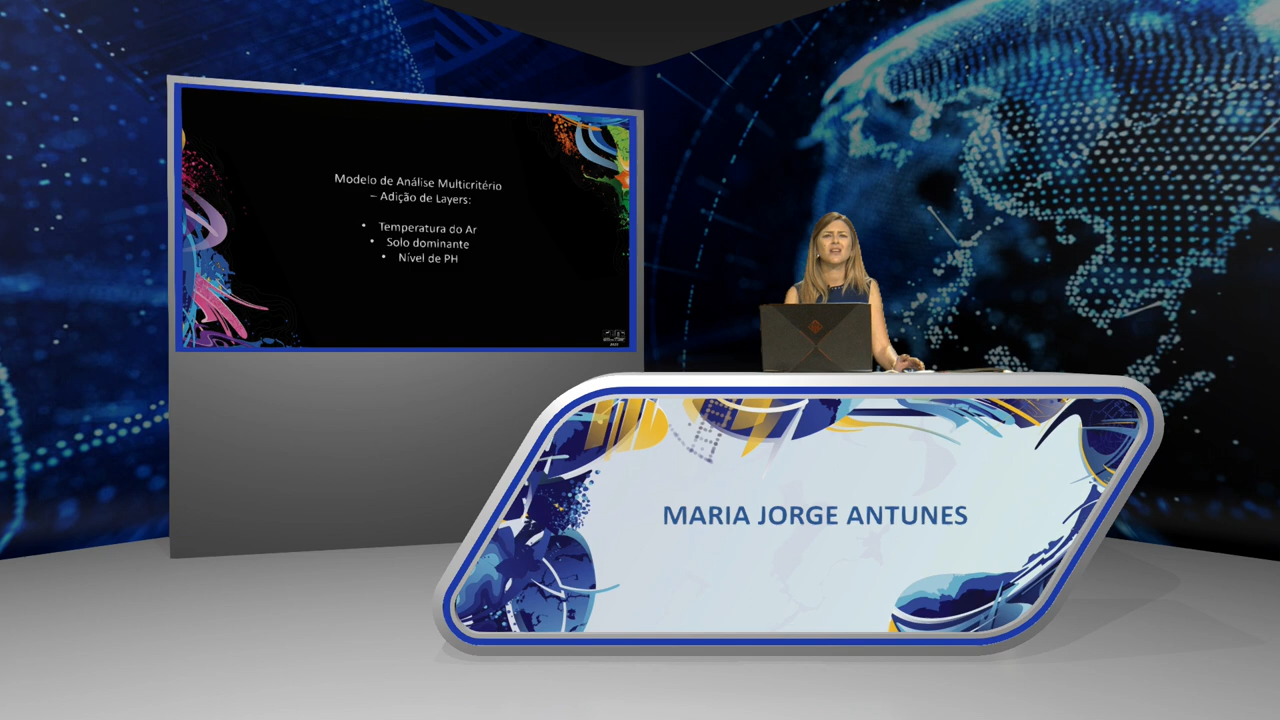 Modelo de Análise Multicritério
– Adição de Layers:
• Temperatura do Ar
• Solo dominante
• Nível de PH
MARIA JORGE ANTUNES